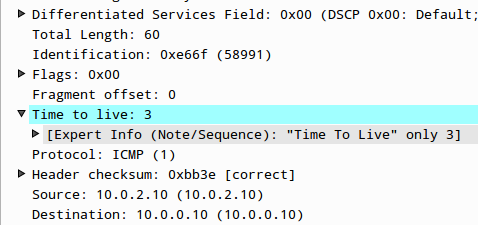 Differentiated Services Field: 0x00 (DSCP 0x00: Default;
Total Length: 60
Identification: 0xe66f (58991)
Flags: 0x00
Fragment offset: 0
Time to live: 3
[Expert Info (Note/Sequence): "Time To Live" only 3]
Protocol: ICMP (1)
Header checksum: 0xbb3e [correct]
Source: 10.0.2.10 (10.0.2.10)
Destination: 10.0.0.10 (10.0.0.10)